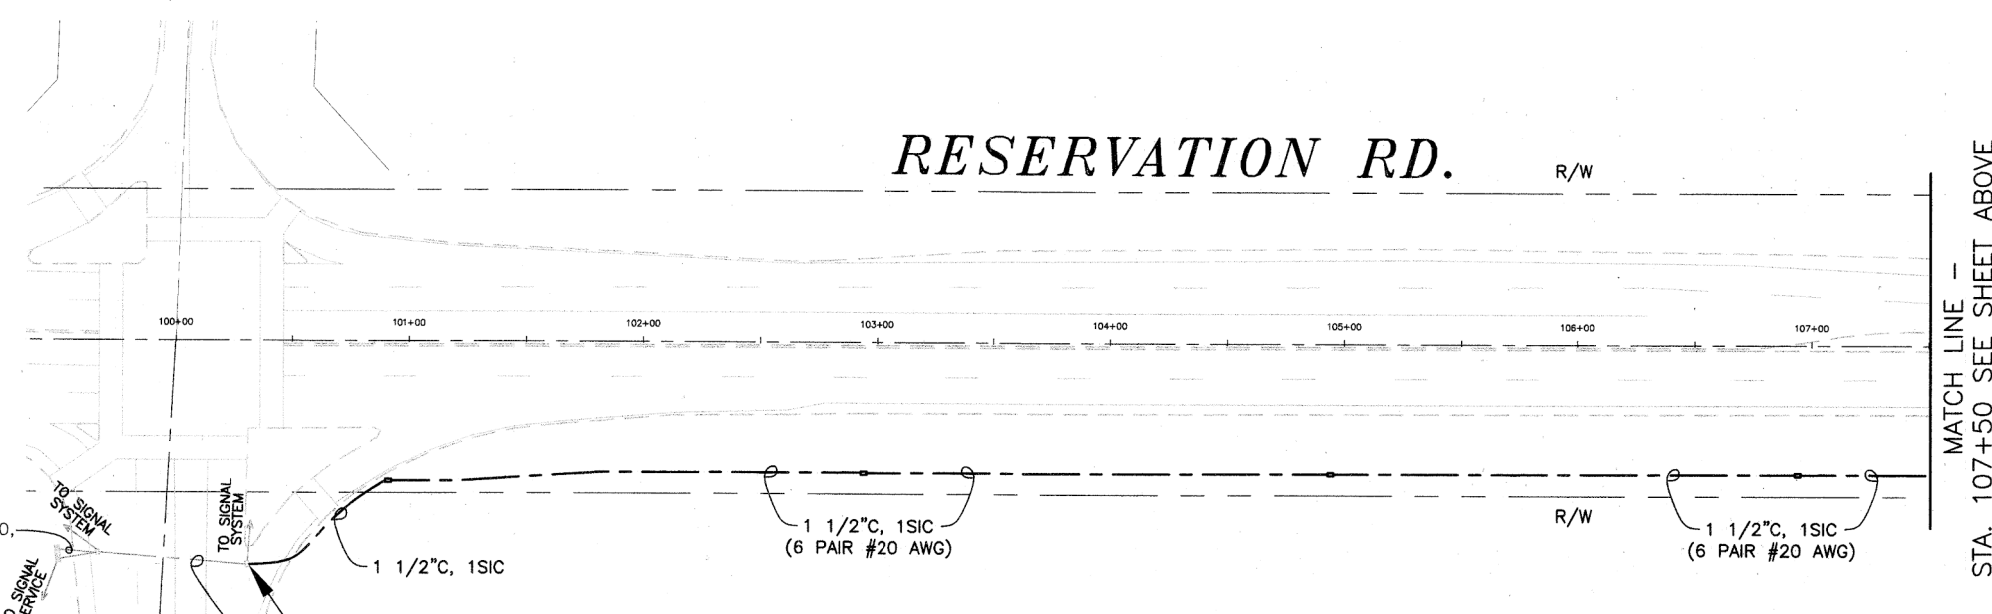 RESERVATION RD.
R/W
100+00
101+00
102+00
103+00
104+00
105+00
106+00
107+00
MATCH LINE –
STA. 107+50 SEE SHEET ABOVE
TO SIGNAL
SYSTEM
TO SIGNAL
SYSTEM
R/W
1 1/2"C, 1SIC
(6 PAIR #20 AWG)
1 1/2"C, 1SIC
(6 PAIR #20 AWG)
1 1/2"C, 1SIC
SIGNAL